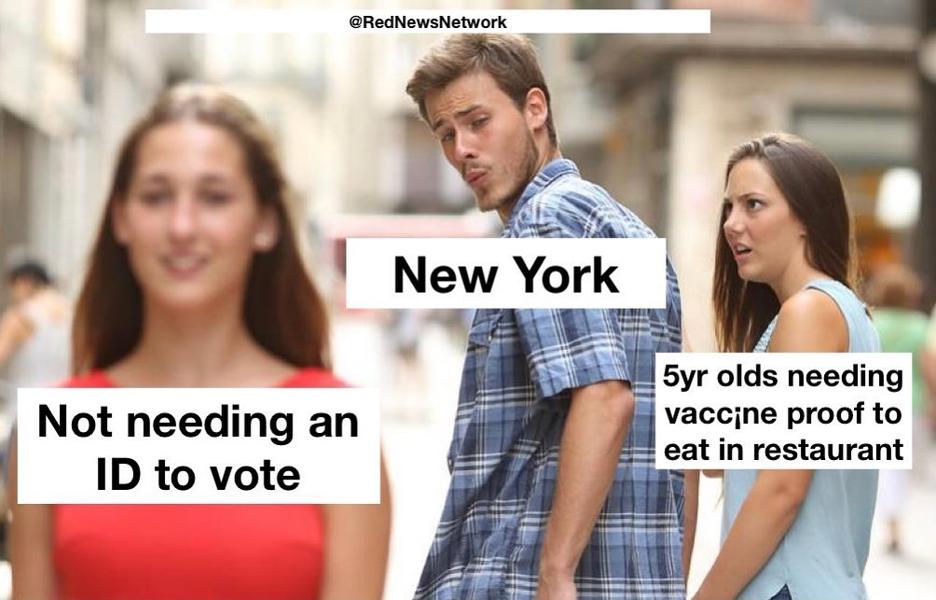 @RedNewsNetwork
New York
5yr olds needing
vacc¡ne proof to
eat in restaurant
Not needing an
ID to vote